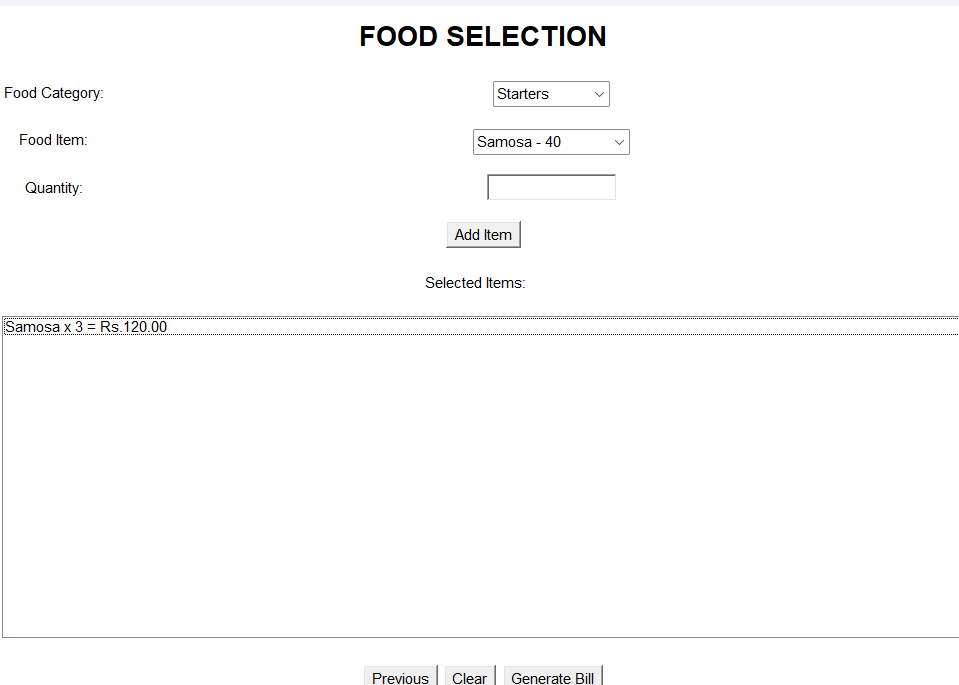 FOOD SELECTION
Food Category: Starters
Food Item: Samosa - 40
Quantity:
Add Item
Selected Items:
Samosa x 3 = Rs.120.00
Previous Clear Generate Bill